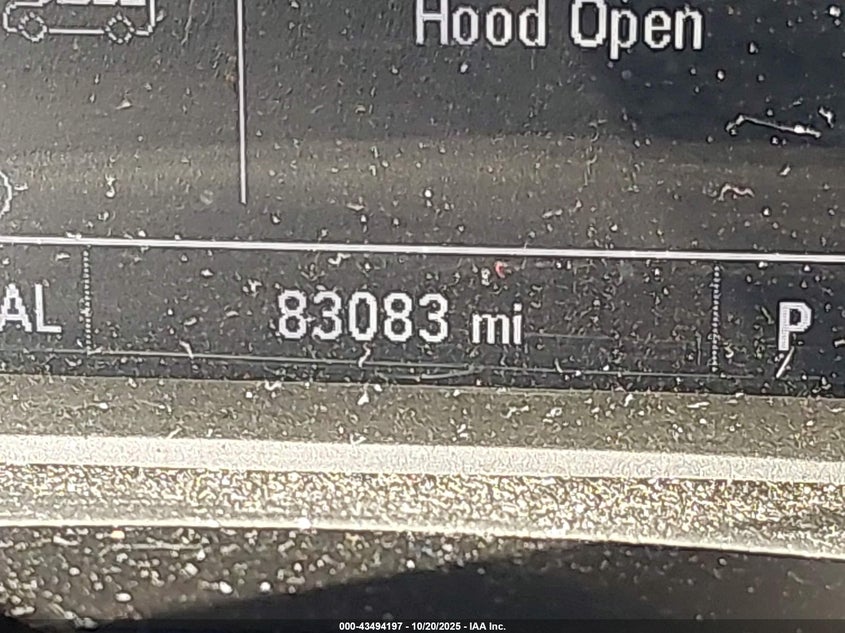 Hood Open
AL 83083 mi P
000-43494197 - 10/20/2025 - IAA Inc.